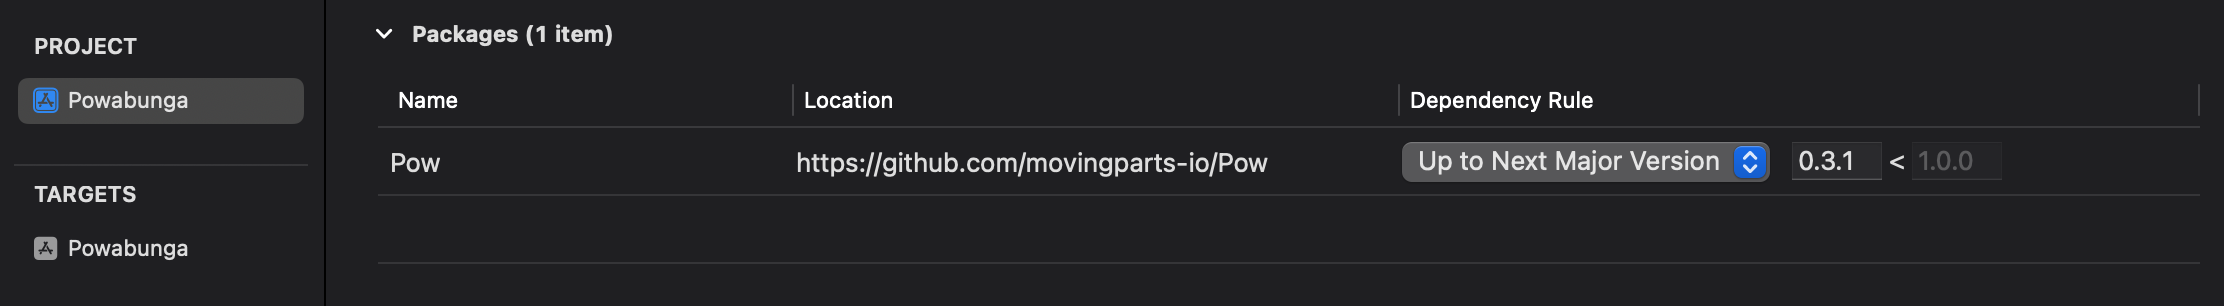 PROJECT
Powabunga
TARGETS
Powabunga
Packages (1 item)
Name Location Dependency Rule
Pow https://github.com/movingparts-io/Pow Up to Next Major Version 0.3.1 < 1.0.0